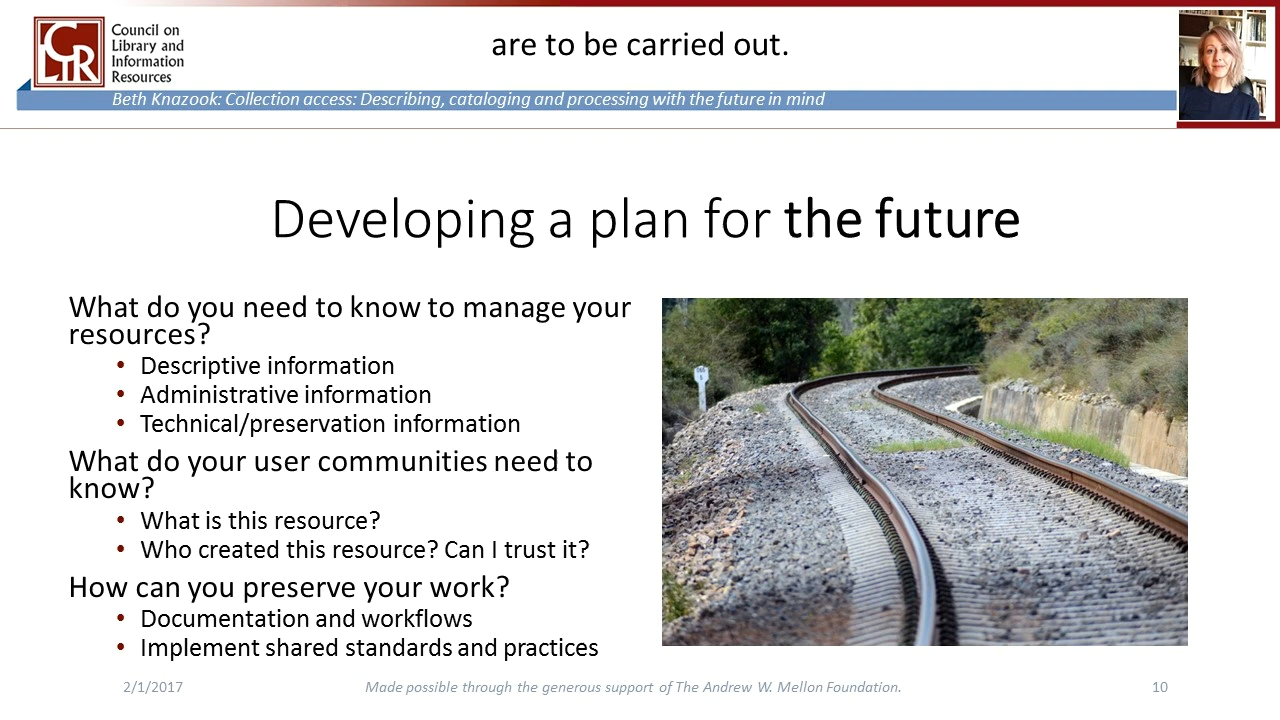 CLIR
Council on
Library and
Information
Resources
are to be carried out.
Beth Knazook: Collection access: Describing, cataloging and processing with the future in mind
Developing a plan for the future
What do you need to know to manage your
resources?
• Descriptive information
• Administrative information
• Technical/preservation information
What do your user communities need to
know?
• What is this resource?
• Who created this resource? Can I trust it?
How can you preserve your work?
• Documentation and workflows
• Implement shared standards and practices
2/1/2017
Made possible through the generous support of The Andrew W. Mellon Foundation.
10